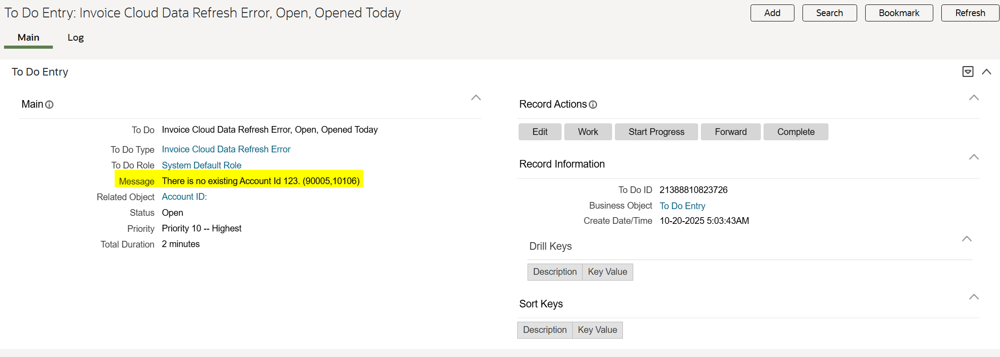 To Do Entry: Invoice Cloud Data Refresh Error, Open, Opened Today
Add Search Bookmark Refresh
Main Log
To Do Entry
Main
To Do Invoice Cloud Data Refresh Error, Open, Opened Today
To Do Type Invoice Cloud Data Refresh Error
To Do Role System Default Role
Message There is no existing Account Id 123. (90005,10106)
Related Object Account ID:
Status Open
Priority Priority 10 -- Highest
Total Duration 2 minutes
Record Actions
Edit Work Start Progress Forward Complete
Record Information
To Do ID 21388810823726
Business Object To Do Entry
Create Date/Time 10-20-2025 5:03:43AM
Drill Keys
Description Key Value
Sort Keys
Description Key Value